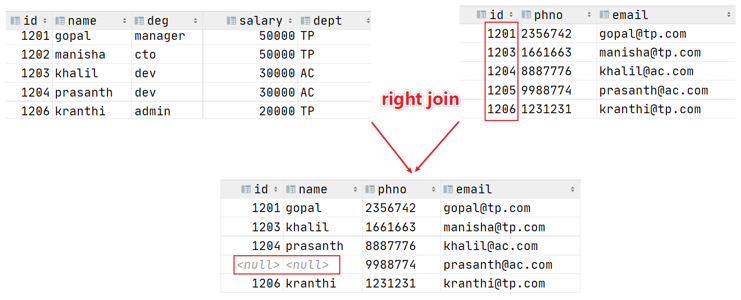 id name deg salary dept
1201 gopal manager 50000 TP
1202 manisha cto 50000 TP
1203 khalil dev 30000 AC
1204 prasanth dev 30000 AC
1206 kranthi admin 20000 TP
id phno email
1201 2356742 gopal@tp.com
1203 1661663 manisha@tp.com
1204 8887776 khalil@ac.com
1205 9988774 prasanth@ac.com
1206 1231231 kranthi@tp.com
right join
id name phno email
1201 gopal 2356742 gopal@tp.com
1203 khalil 1661663 manisha@tp.com
1204 prasanth 8887776 khalil@ac.com
<null> <null> 9988774 prasanth@ac.com
1206 kranthi 1231231 kranthi@tp.com